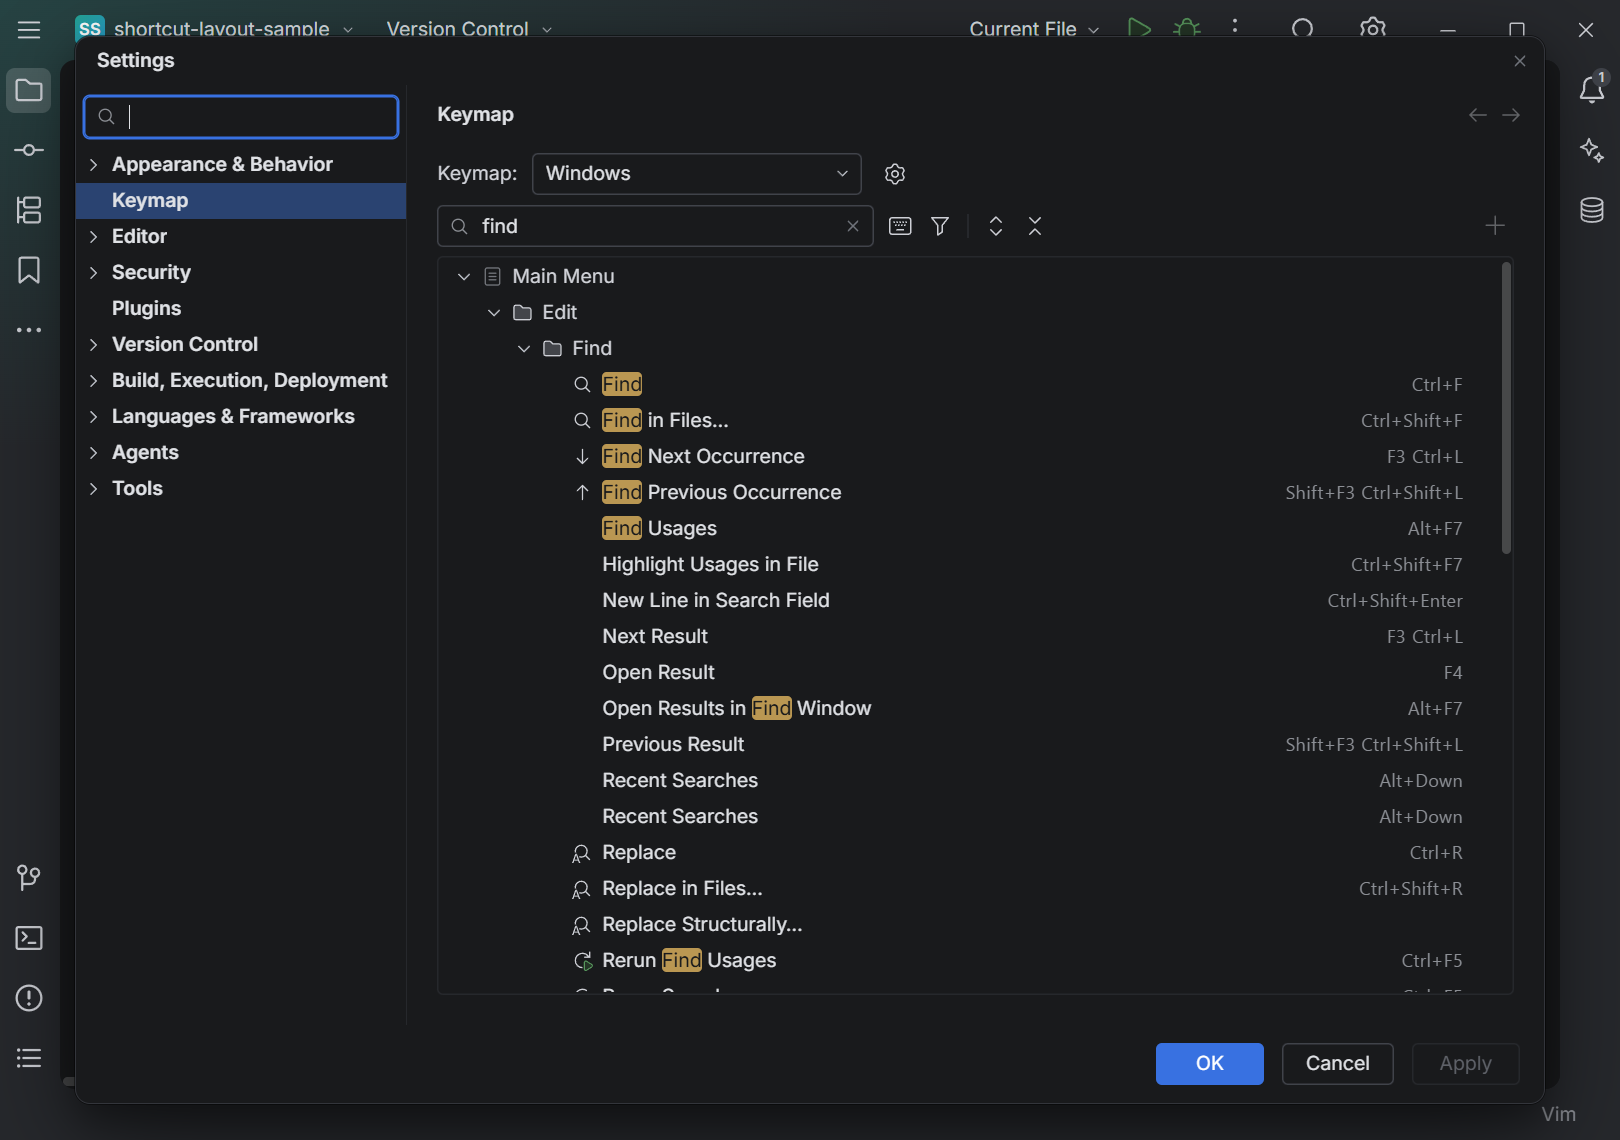 SS shortcut-layout-sample Version Control Current File
Settings
1
Keymap
Appearance & Behavior
Keymap
Editor
Security
Plugins
Version Control
Build, Execution, Deployment
Languages & Frameworks
Agents
Tools
Keymap: Windows
find
Main Menu
Edit
Find
Find Ctrl+F
Find in Files... Ctrl+Shift+F
Find Next Occurrence F3 Ctrl+L
Find Previous Occurrence Shift+F3 Ctrl+Shift+L
Find Usages Alt+F7
Highlight Usages in File Ctrl+Shift+F7
New Line in Search Field Ctrl+Shift+Enter
Next Result F3 Ctrl+L
Open Result F4
Open Results in Find Window Alt+F7
Previous Result Shift+F3 Ctrl+Shift+L
Recent Searches Alt+Down
Recent Searches Alt+Down
Replace Ctrl+R
Replace in Files... Ctrl+Shift+R
Replace Structurally...
Rerun Find Usages Ctrl+F5
OK Cancel Apply
Vim